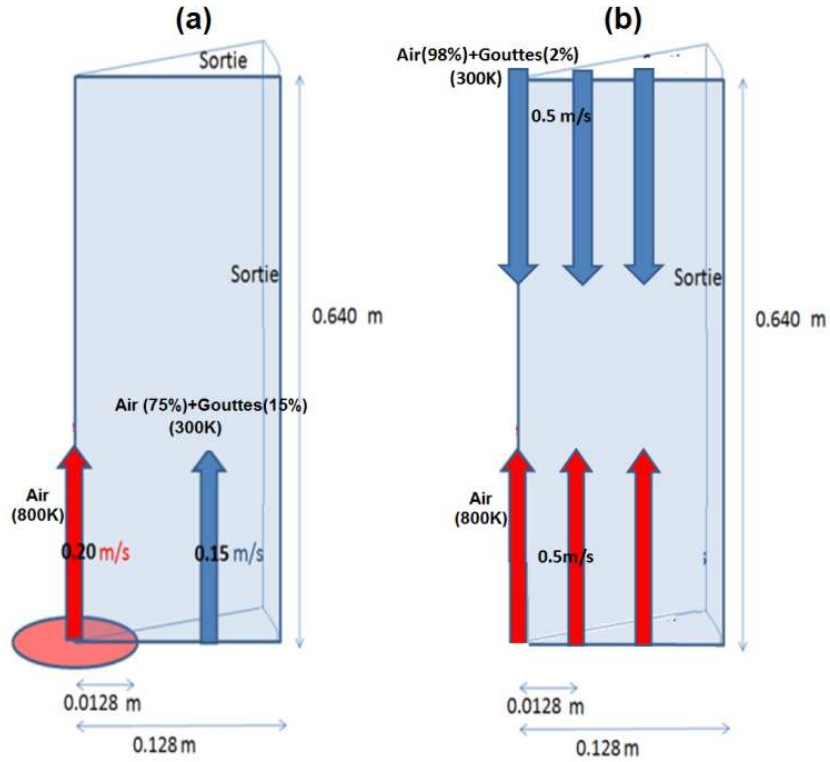 (a)
Sortie
Sortie
0.640 m
Air (75%)+Gouttes(15%)
(300K)
Air
(800K)
0.20 m/s
0.15 m/s
0.0128 m
0.128 m
(b)
Air(98%)+Gouttes(2%)
(300K)
0.5 m/s
Sortie
0.640 m
Air
(800K)
0.5m/s
0.0128 m
0.128 m